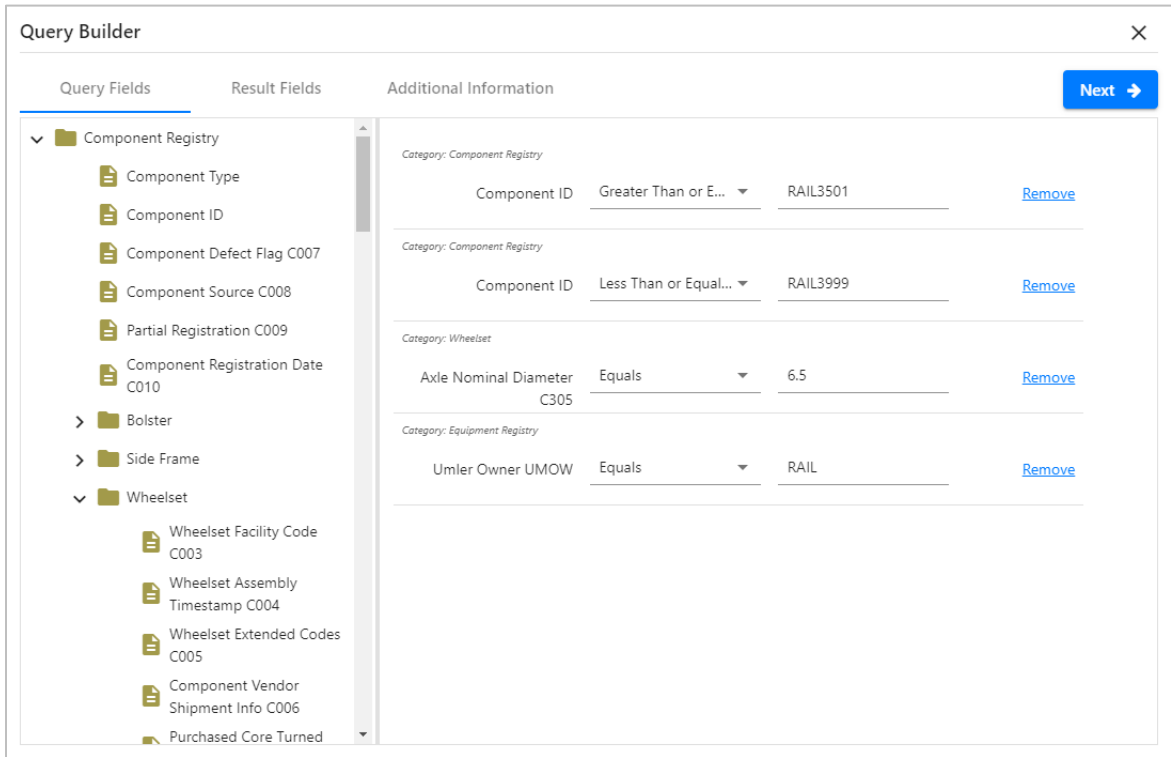 Query Builder
Query Fields
Result Fields
Additional Information
Next
Component Registry
Component Type
Component ID
Component Defect Flag C007
Component Source C008
Partial Registration C009
Component Registration Date
C010
Bolster
Side Frame
Wheelset
Wheelset Facility Code
C003
Wheelset Assembly
Timestamp C004
Wheelset Extended Codes
C005
Component Vendor
Shipment Info C006
Purchased Core Turned
Category: Component Registry
Component ID Greater Than or E... RAIL3501 Remove
Category: Component Registry
Component ID Less Than or Equal... RAIL3999 Remove
Category: Wheelset
Axle Nominal Diameter Equals 6.5 Remove
C305
Category: Equipment Registry
Umler Owner UMOW Equals RAIL Remove